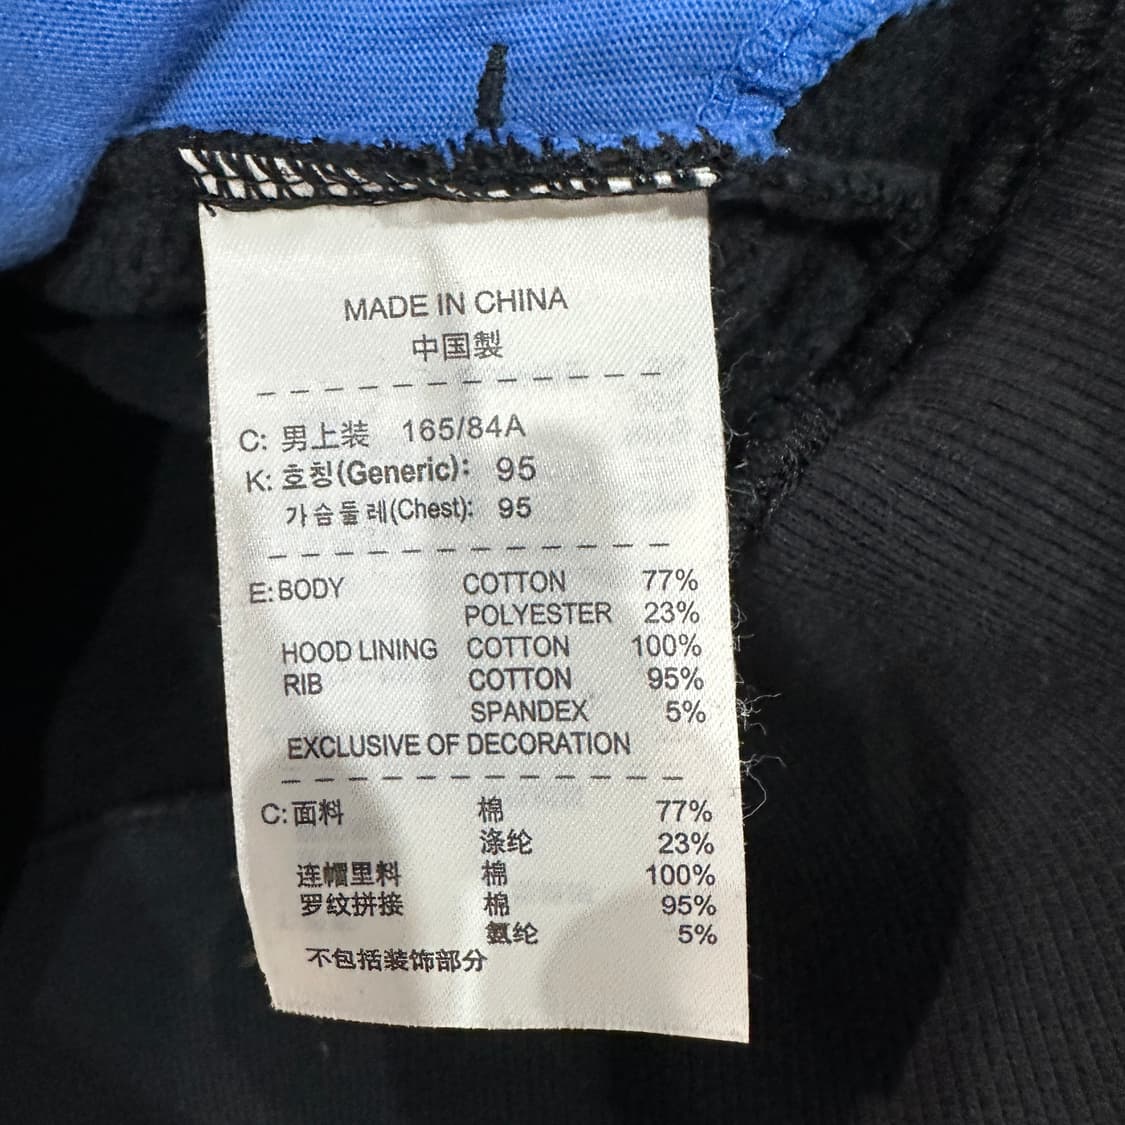 MADE IN CHINA
中国製
C: 男上装 165/84A
K: 호칭(Generic): 95
가슴둘레(Chest): 95
E: BODY COTTON 77%
POLYESTER 23%
HOOD LINING COTTON 100%
RIB COTTON 95%
SPANDEX 5%
EXCLUSIVE OF DECORATION
C: 面料 棉 77%
涤纶 23%
连帽里料 棉 100%
罗纹拼接 棉 95%
氨纶 5%
不包括装饰部分